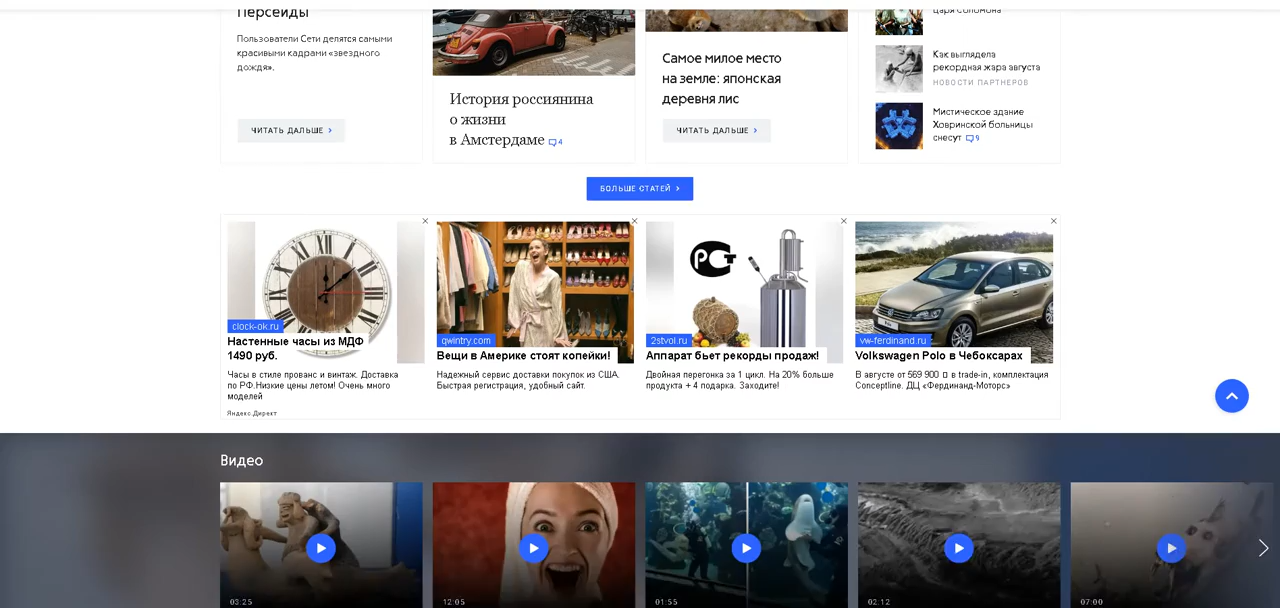 Персеиды
Пользователи Сети делятся самыми
красивыми кадрами «звездного
дождя».
ЧИТАТЬ ДАЛЬШЕ
История россиянина
о жизни
в Амстердаме 4
Самое милое место
на земле: японская
деревня лис
ЧИТАТЬ ДАЛЬШЕ
царя Соломона
Как выглядела
рекордная жара августа
НОВОСТИ ПАРТНЕРОВ
Мистическое здание
Ховринской больницы
снесут 9
БОЛЬШЕ СТАТЕЙ
clock-ok.ru
Настенные часы из МДФ
1490 руб.
Часы в стиле прованс и винтаж. Доставка
по РФ.Низкие цены летом! Очень много
моделей
Яндекс.Директ
qwintry.com
Вещи в Америке стоят копейки!
Надежный сервис доставки покупок из США.
Быстрая регистрация, удобный сайт.
РСТ
2stvol.ru
Аппарат бьет рекорды продаж!
Двойная перегонка за 1 цикл. На 20% больше
продукта + 4 подарка. Заходите!
vw-ferdinand.ru
Volkswagen Polo в Чебоксарах
В августе от 569 900 в trade-in, комплектация
Conceptline. ДЦ «Фердинанд-Моторс»
Видео
03:25
12:05
01:55
02:12
07:00